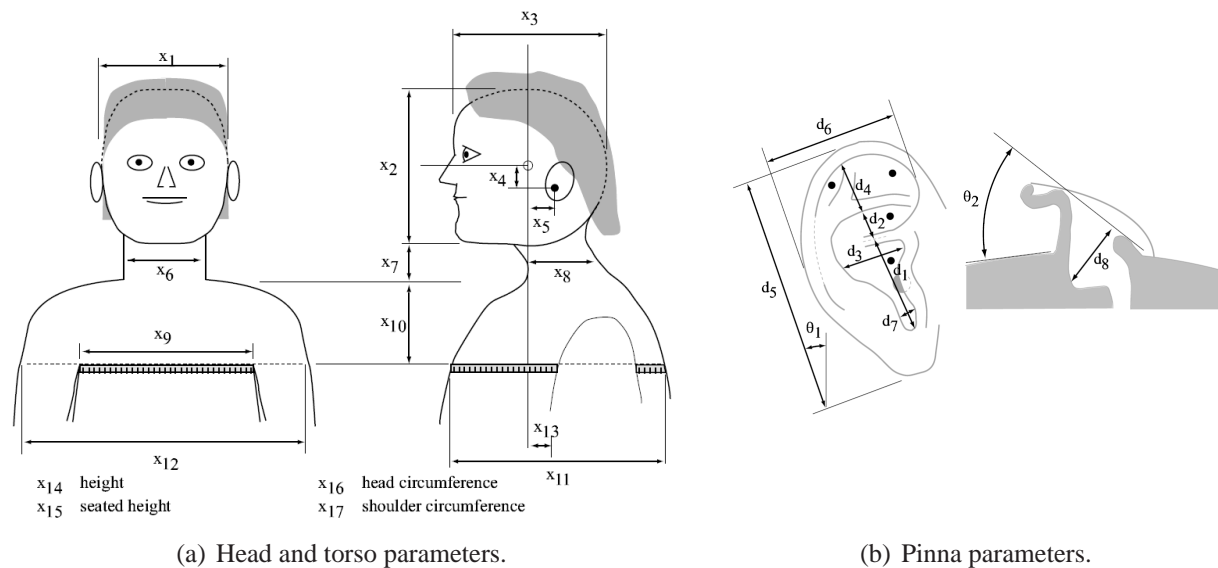 x1
x3
x2
x4
x5
x6
x7
x8
x9
x10
x12
x13
x11
x14 height
x15 seated height
x16 head circumference
x17 shoulder circumference
(a) Head and torso parameters.
d6
d4
d2
d3
d1
d5
d7
θ1
θ2
d8
(b) Pinna parameters.